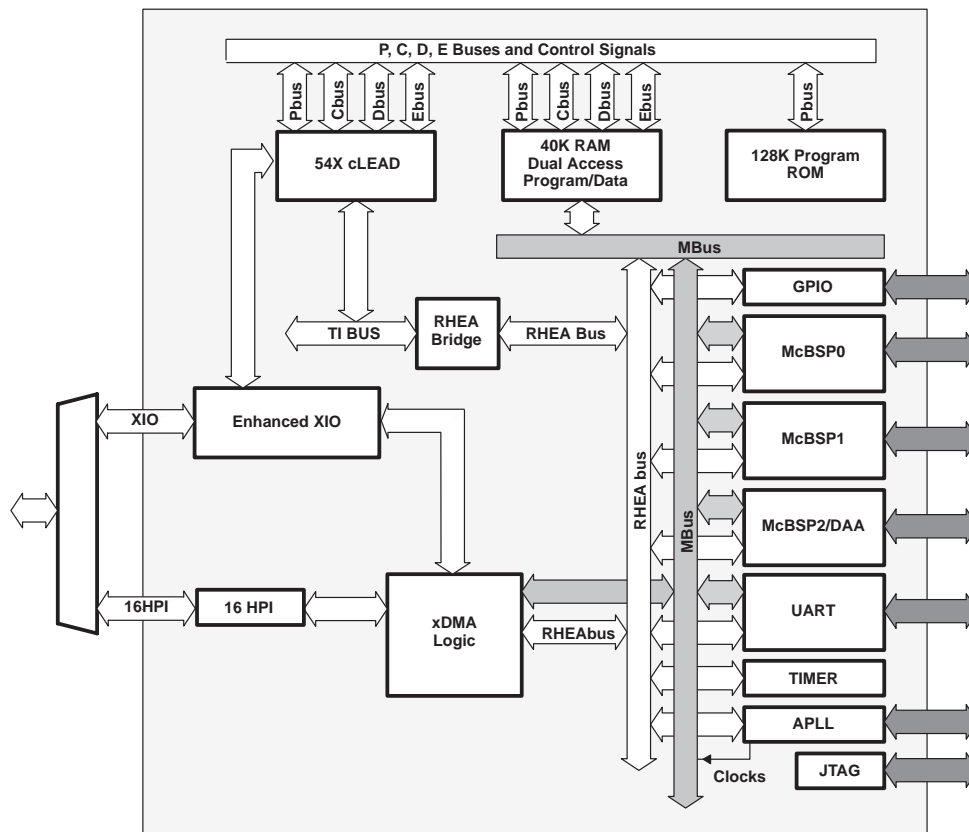 P, C, D, E Buses and Control Signals
Pbus
Cbus
Dbus
Ebus
Pbus
Cbus
Dbus
Ebus
Pbus
54X cLEAD
40K RAM
Dual Access
Program/Data
128K Program
ROM
MBus
GPIO
TI BUS
RHEA
Bridge
RHEA Bus
McBSP0
XIO
Enhanced XIO
McBSP1
RHEA bus
MBus
McBSP2/DAA
16HPI
16 HPI
xDMA
Logic
RHEAbus
UART
TIMER
APLL
Clocks
JTAG